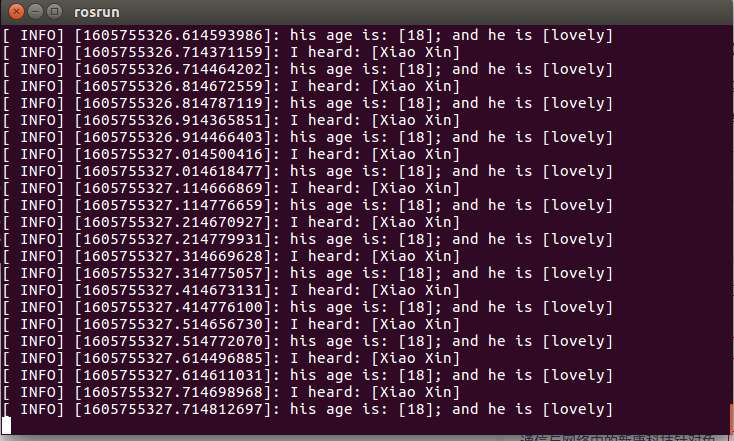 rosrun
[ INFO] [1605755326.614593986]: his age is: [18]; and he is [lovely]
[ INFO] [1605755326.714371159]: I heard: [Xiao Xin]
[ INFO] [1605755326.714464202]: his age is: [18]; and he is [lovely]
[ INFO] [1605755326.814672559]: I heard: [Xiao Xin]
[ INFO] [1605755326.814787119]: his age is: [18]; and he is [lovely]
[ INFO] [1605755326.914365851]: I heard: [Xiao Xin]
[ INFO] [1605755326.914466403]: his age is: [18]; and he is [lovely]
[ INFO] [1605755327.014500416]: I heard: [Xiao Xin]
[ INFO] [1605755327.014618477]: his age is: [18]; and he is [lovely]
[ INFO] [1605755327.114666869]: I heard: [Xiao Xin]
[ INFO] [1605755327.114776659]: his age is: [18]; and he is [lovely]
[ INFO] [1605755327.214670927]: I heard: [Xiao Xin]
[ INFO] [1605755327.214779931]: his age is: [18]; and he is [lovely]
[ INFO] [1605755327.314669628]: I heard: [Xiao Xin]
[ INFO] [1605755327.314775057]: his age is: [18]; and he is [lovely]
[ INFO] [1605755327.414673131]: I heard: [Xiao Xin]
[ INFO] [1605755327.414776100]: his age is: [18]; and he is [lovely]
[ INFO] [1605755327.514656730]: I heard: [Xiao Xin]
[ INFO] [1605755327.514772070]: his age is: [18]; and he is [lovely]
[ INFO] [1605755327.614496885]: I heard: [Xiao Xin]
[ INFO] [1605755327.614611031]: his age is: [18]; and he is [lovely]
[ INFO] [1605755327.714698968]: I heard: [Xiao Xin]
[ INFO] [1605755327.714812697]: his age is: [18]; and he is [lovely]